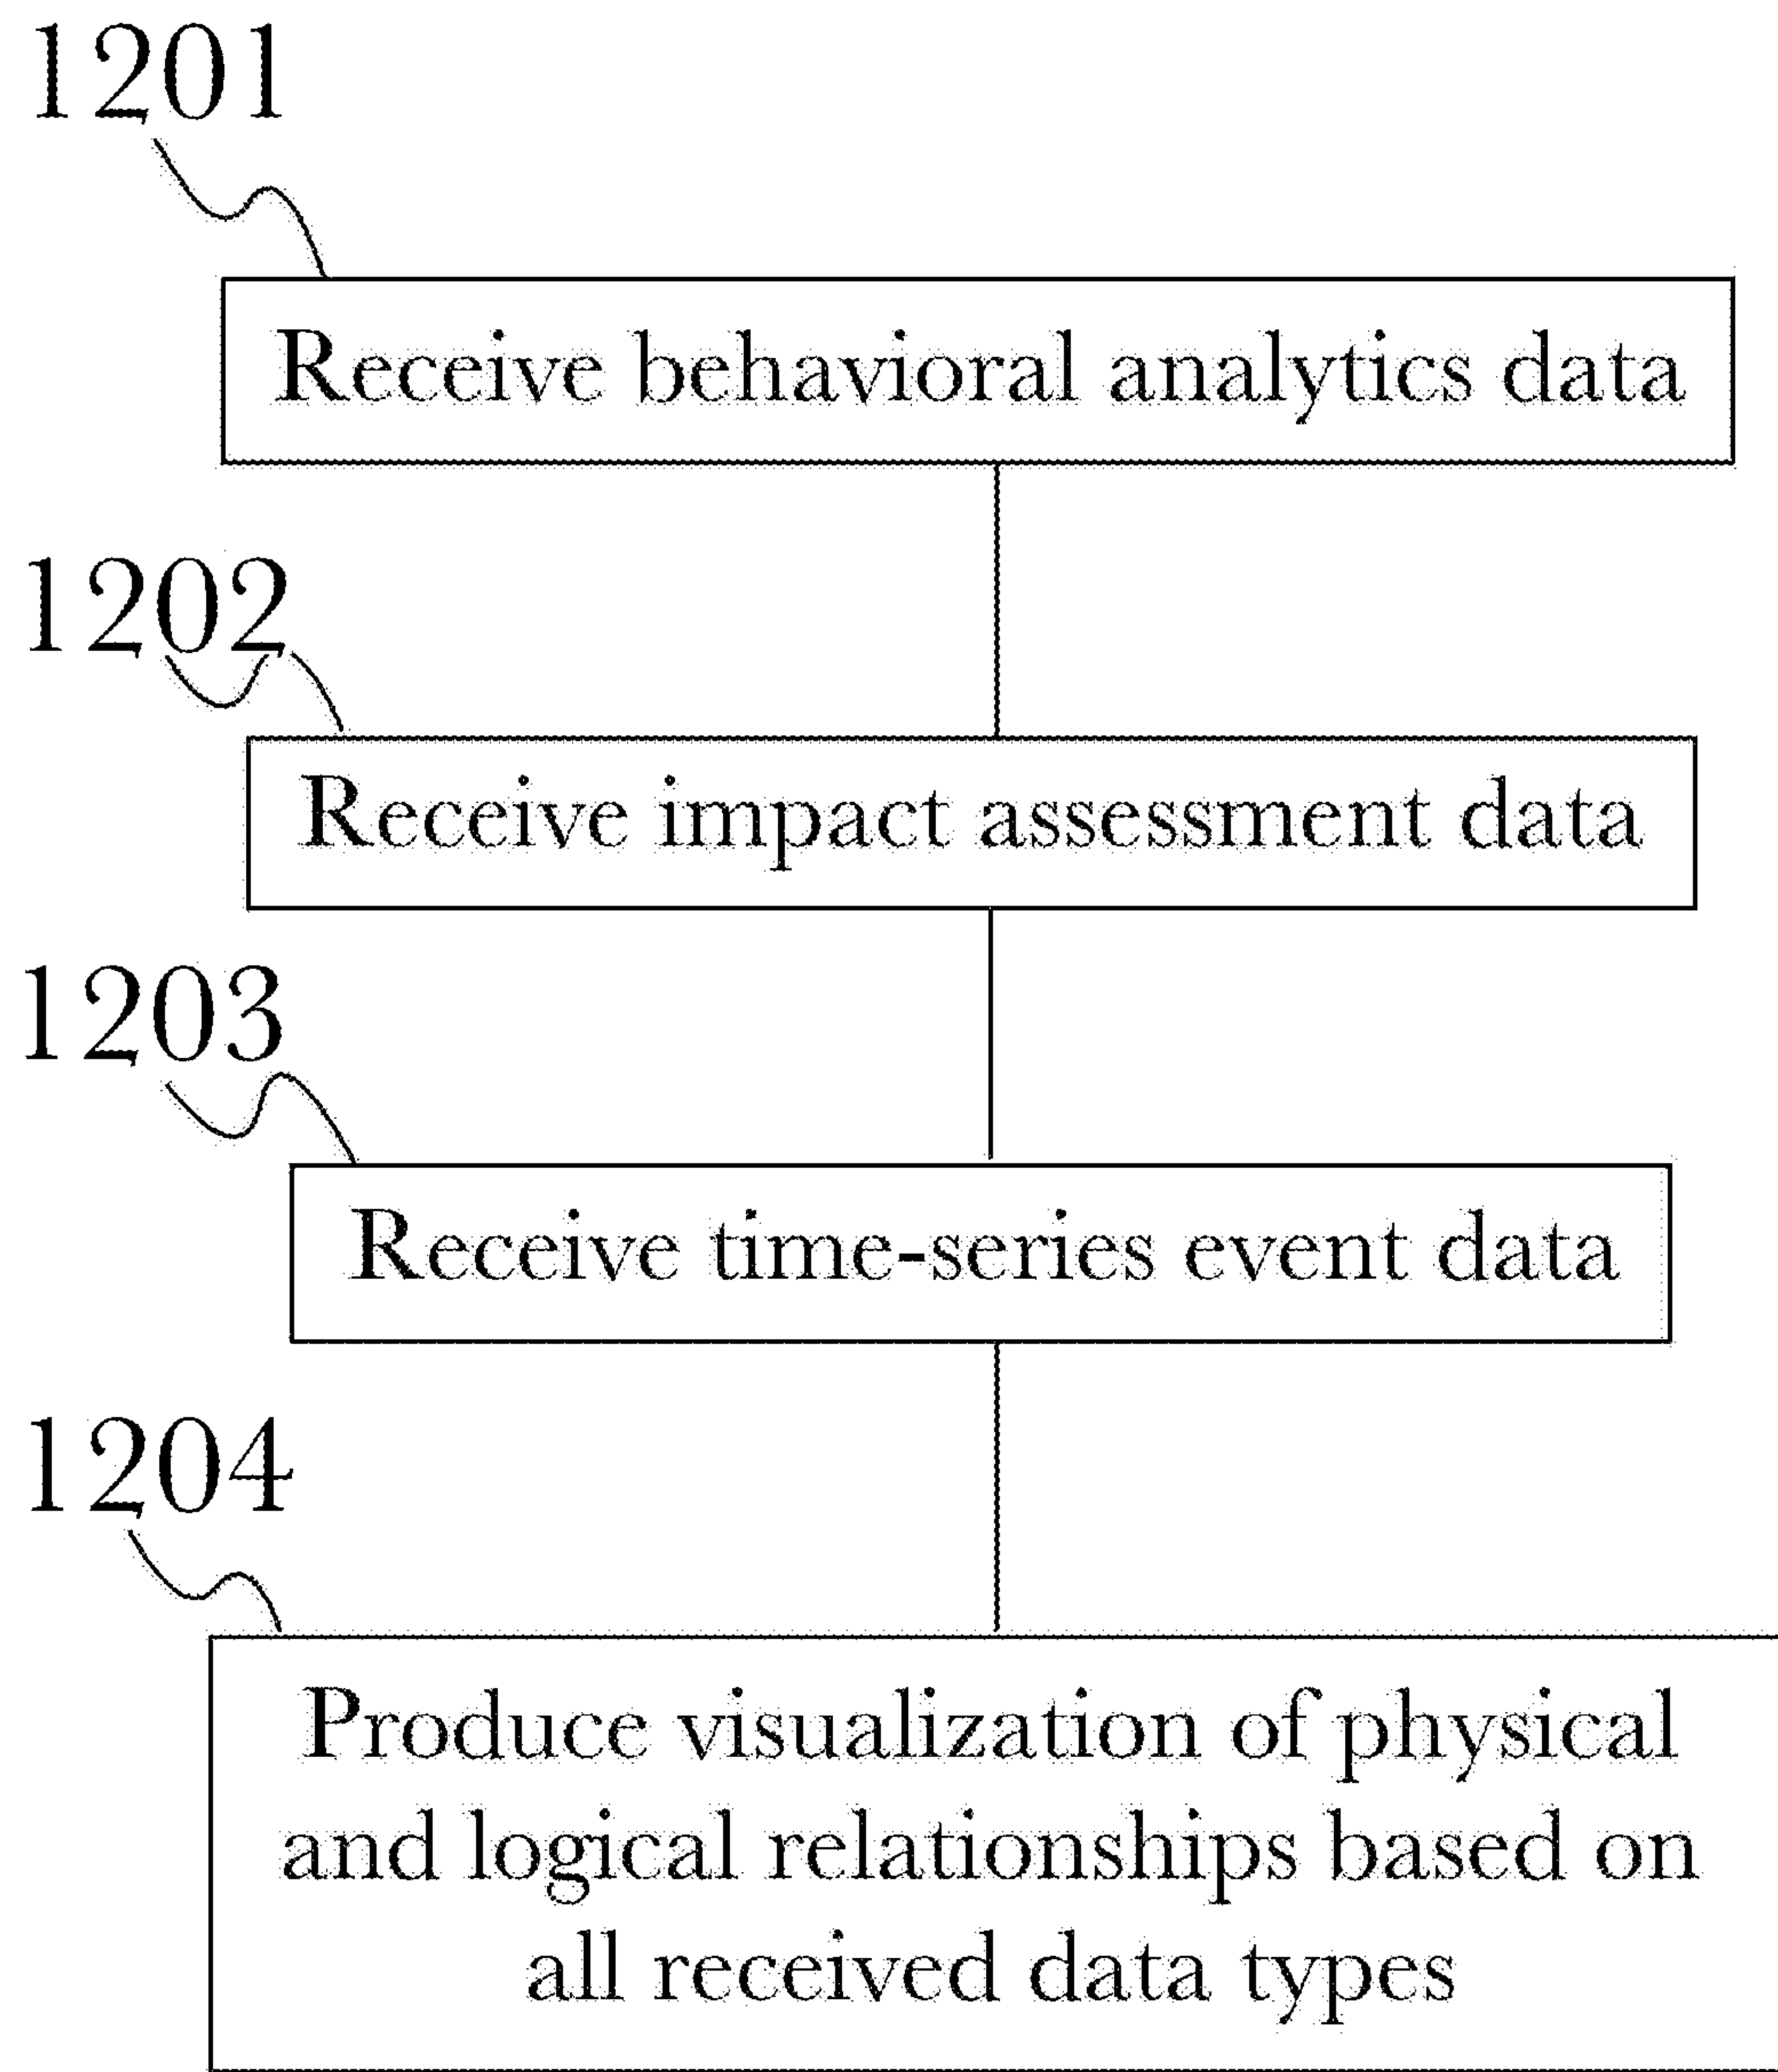 1201
Receive behavioral analytics data
1202
Receive impact assessment data
1203
Receive time-series event data
1204
Produce visualization of physical
and logical relationships based on
all received data types